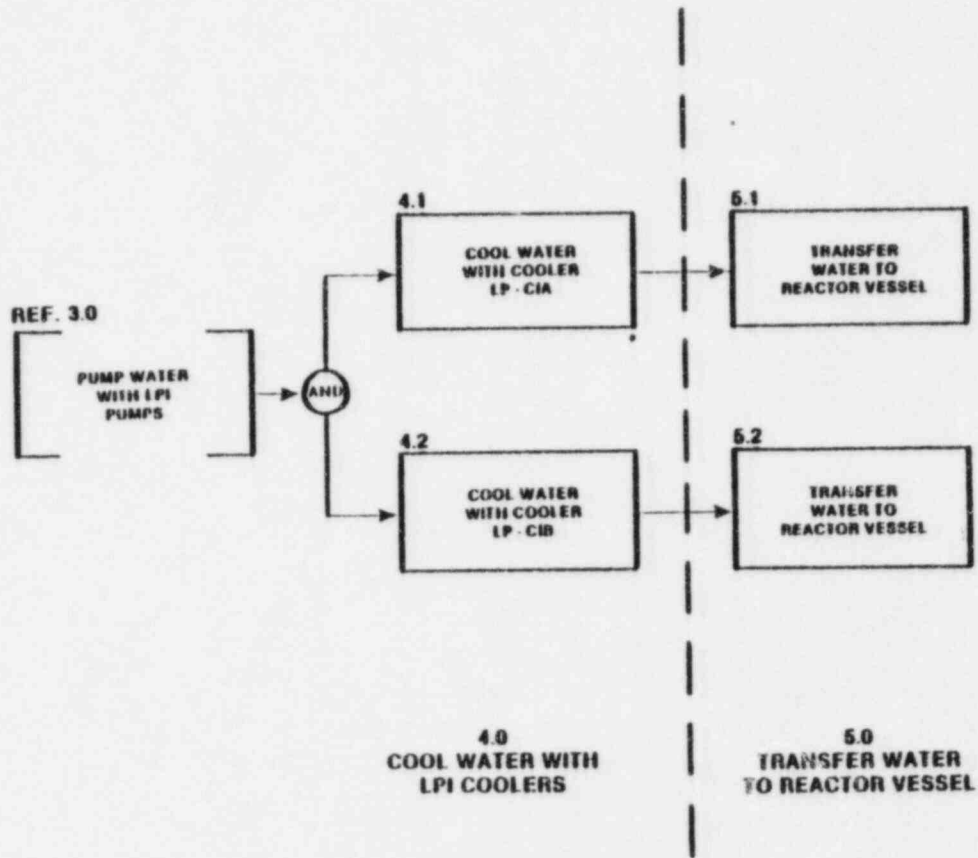 REF. 3.0
PUMP WATER
WITH LPI
PUMPS
AND
4.1
COOL WATER
WITH COOLER
LP - CIA
4.2
COOL WATER
WITH COOLER
LP - CIB
5.1
TRANSFER
WATER TO
REACTOR VESSEL
5.2
TRANSFER
WATER TO
REACTOR VESSEL
4.0
COOL WATER WITH
LPI COOLERS
5.0
TRANSFER WATER
TO REACTOR VESSEL